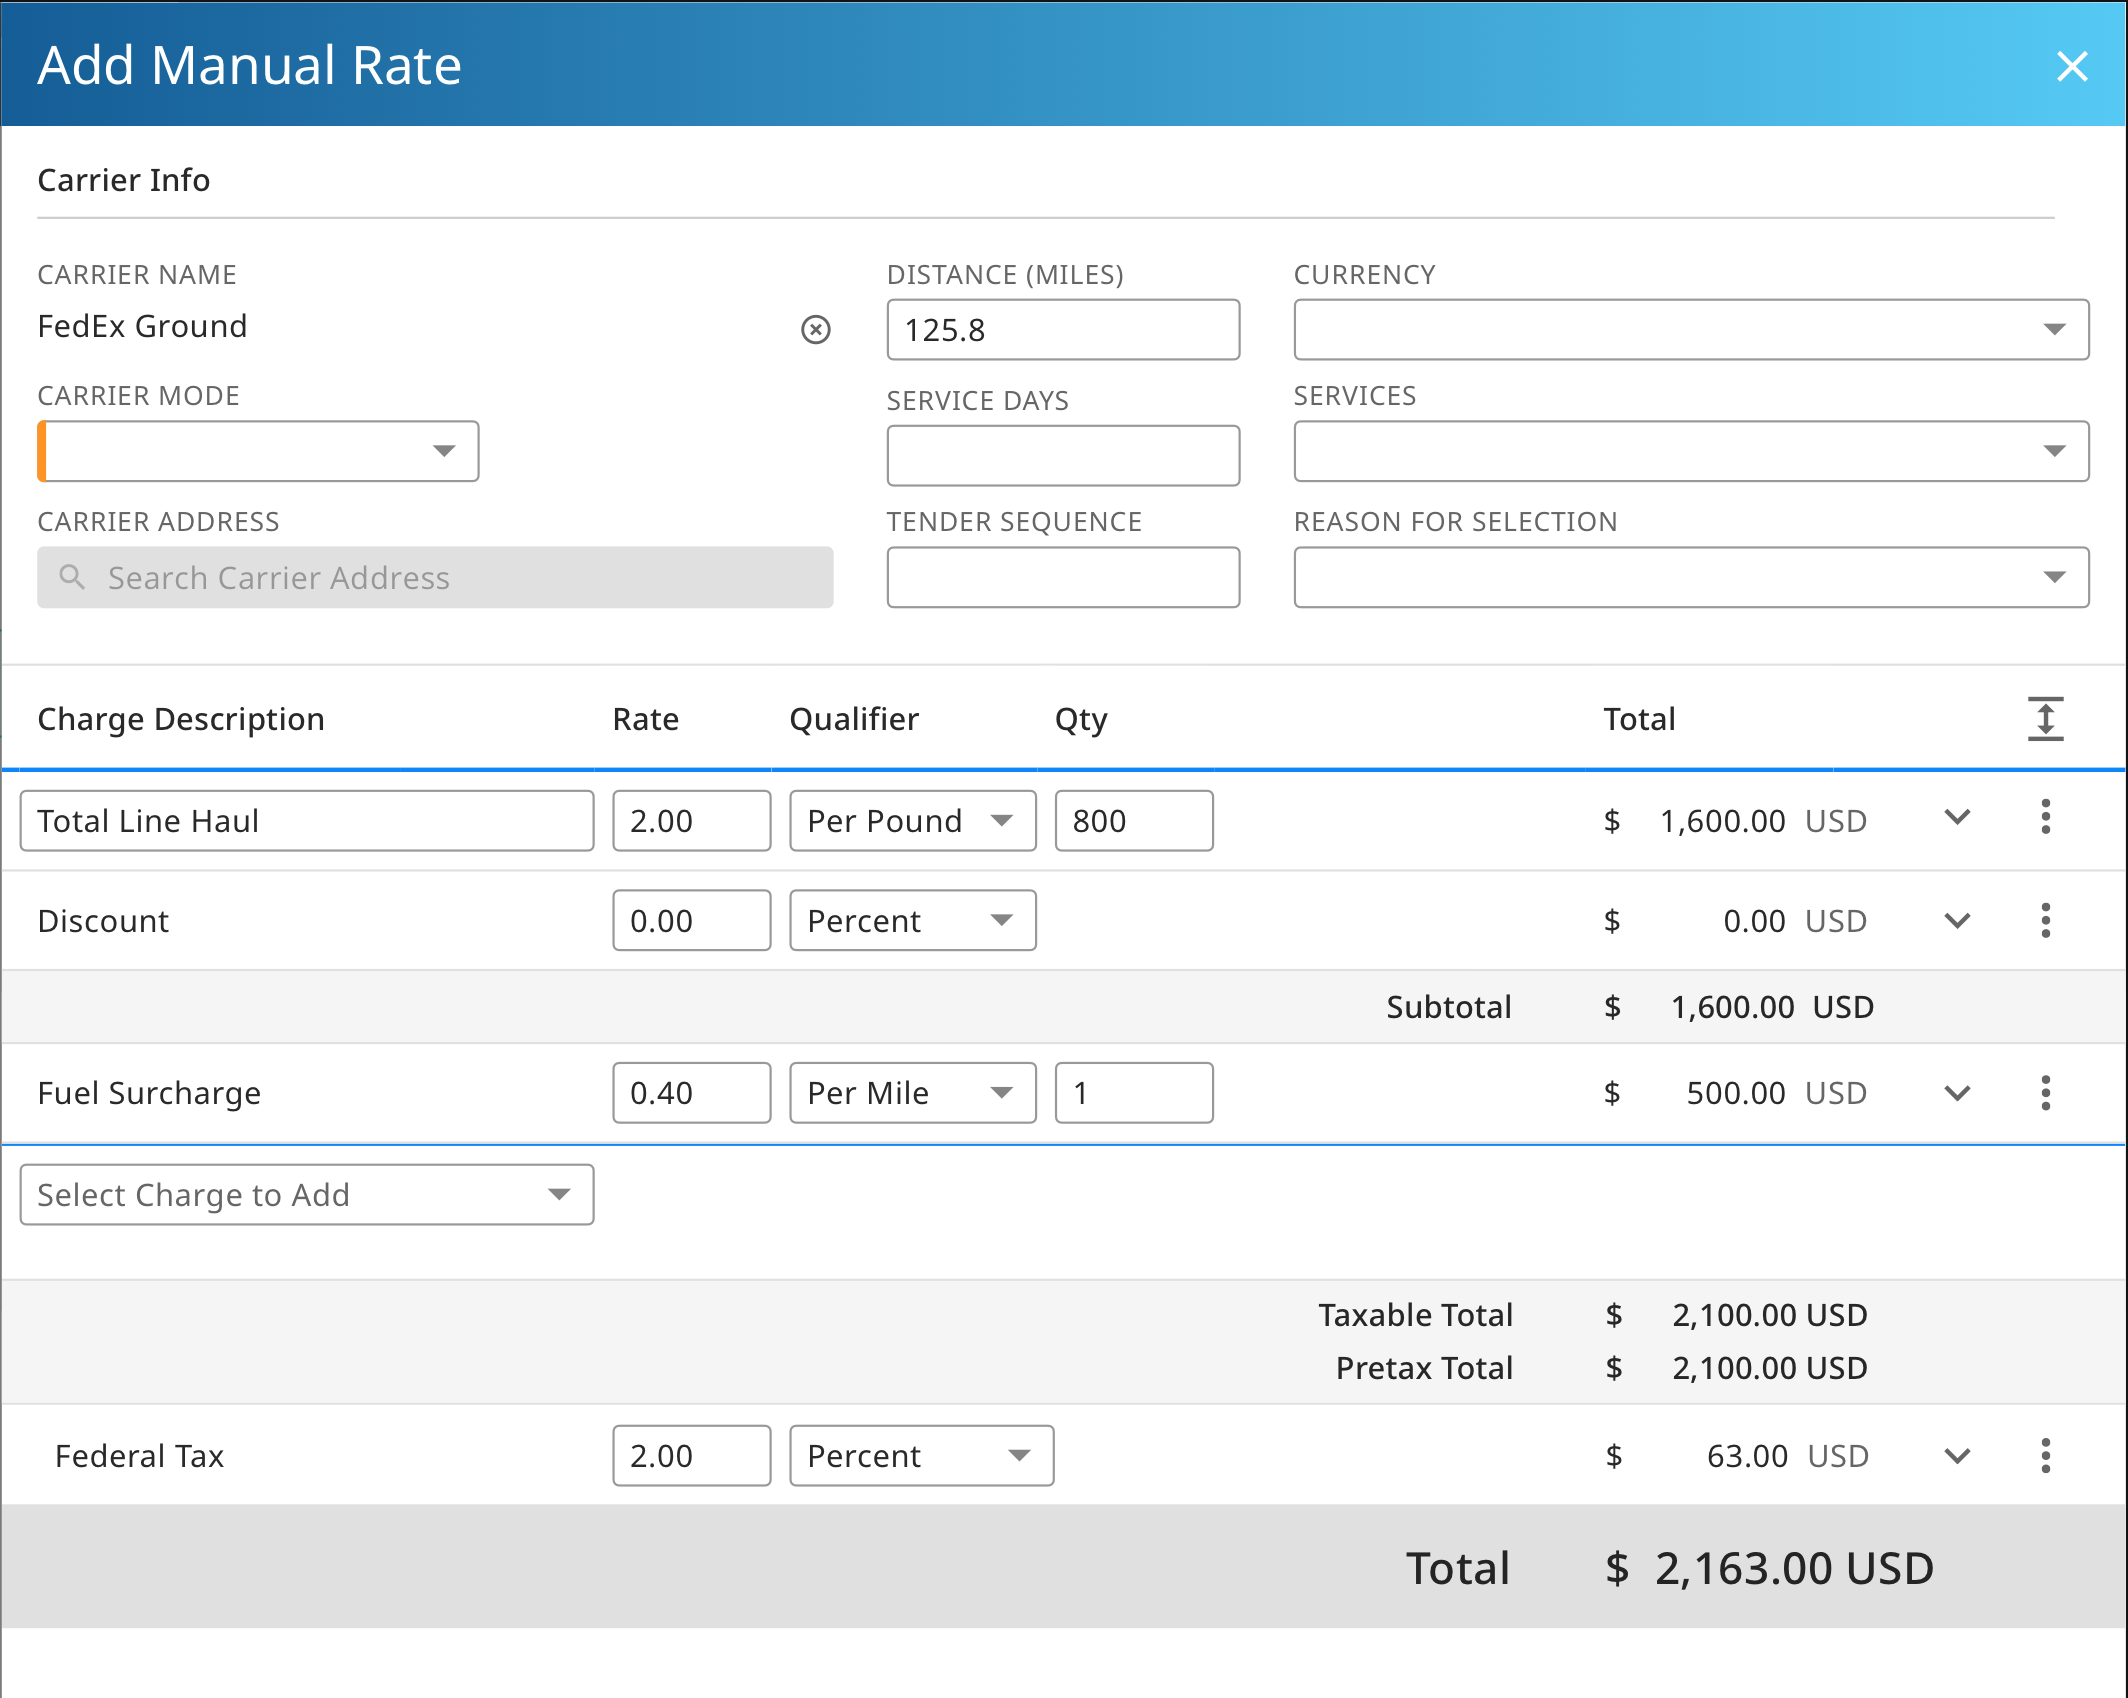 Add Manual Rate
Carrier Info
CARRIER NAME
FedEx Ground
DISTANCE (MILES)
125.8
CURRENCY
CARRIER MODE
SERVICE DAYS
SERVICES
CARRIER ADDRESS
Search Carrier Address
TENDER SEQUENCE
REASON FOR SELECTION
Charge Description Rate Qualifier Qty Total
Total Line Haul 2.00 Per Pound 800 $ 1,600.00 USD
Discount 0.00 Percent $ 0.00 USD
Subtotal $ 1,600.00 USD
Fuel Surcharge 0.40 Per Mile 1 $ 500.00 USD
Select Charge to Add
Taxable Total $ 2,100.00 USD
Pretax Total $ 2,100.00 USD
Federal Tax 2.00 Percent $ 63.00 USD
Total $ 2,163.00 USD